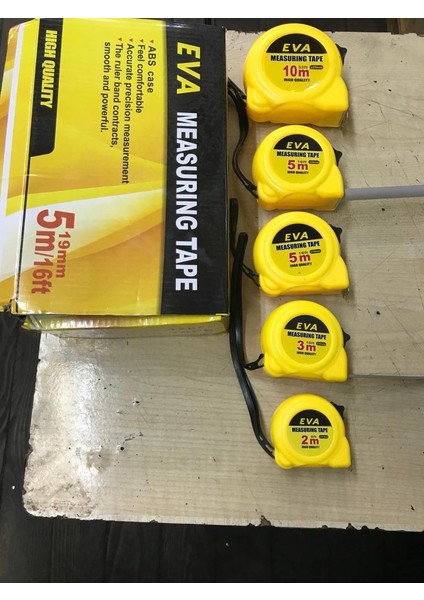 EVA MEASURING TAPE
▾ ABS case
▾ Feel comfortable
▾ Accurate precision measurement
▾ The ruler band contracts,
smooth and powerful.
HIGH QUALITY
19mm
5m/16ft
EVA
MEASURING TAPE
10m
HIGH QUALITY
EVA
MEASURING TAPE
5m
HIGH QUALITY
EVA
MEASURING TAPE
5m
HIGH QUALITY
EVA
MEASURING TAPE
3m
HIGH QUALITY
EVA
MEASURING TAPE
2m
HIGH QUALITY